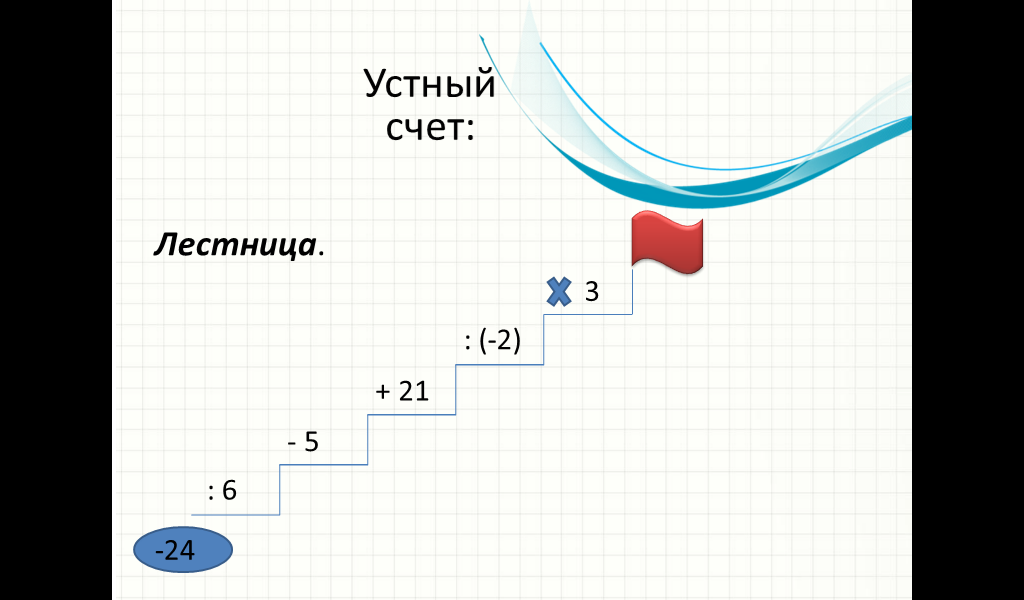 Устный
счет:
Лестница.
3
: (-2)
+ 21
- 5
: 6
-24